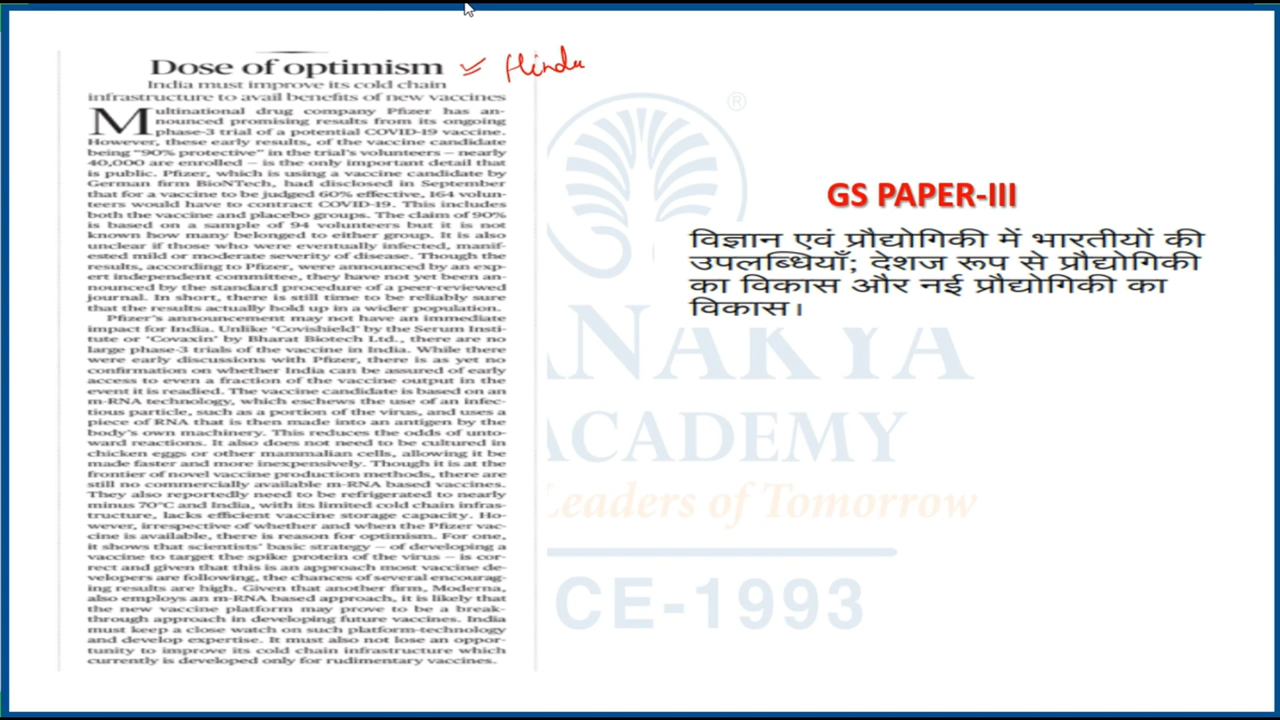 Dose of optimism
Hindu
India must improve its cold chain
infrastructure to avail benefits of new vaccines
Multinational drug company Pfizer has an-
nounced promising results from its ongoing
phase-3 trial of a potential COVID-19 vaccine.
However, these early results, of the vaccine candidate
being “90% protective” in the trial's volunteers – nearly
40,000 are enrolled – is the only important detail that
is public. Pfizer, which is using a vaccine candidate by
German firm BioNTech, had disclosed in September
that for a vaccine to be judged 60% effective, 164 volun-
teers would have to contract COVID-19. This includes
both the vaccine and placebo groups. The claim of 90%
is based on a sample of 94 volunteers but it is not
known how many belonged to either group. It is also
unclear if those who were eventually infected, manif-
ested mild or moderate severity of disease. Though the
results, according to Pfizer, were announced by an exp-
ert independent committee, they have not yet been an-
nounced by the standard procedure of a peer-reviewed
journal. In short, there is still time to be reliably sure
that the results actually hold up in a wider population.
Pfizer's announcement may not have an immediate
impact for India. Unlike ‘Covishield’ by the Serum Insti-
tute or ‘Covaxin’ by Bharat Biotech Ltd., there are no
large phase-3 trials of the vaccine in India. While there
were early discussions with Pfizer, there is as yet no
confirmation on whether India can be assured of early
access to even a fraction of the vaccine output in the
event it is readied. The vaccine candidate is based on an
m-RNA technology, which eschews the use of an infec-
tious particle, such as a portion of the virus, and uses a
piece of RNA that is then made into an antigen by the
body's own machinery. This reduces the odds of unto-
ward reactions. It also does not need to be cultured in
chicken eggs or other mammalian cells, allowing it be
made faster and more inexpensively. Though it is at the
frontier of novel vaccine production methods, there are
still no commercially available m-RNA based vaccines.
They also reportedly need to be refrigerated to nearly
minus 70°C and India, with its limited cold chain infras-
tructure, lacks efficient vaccine storage capacity. Ho-
wever, irrespective of whether and when the Pfizer vac-
cine is available, there is reason for optimism. For one,
it shows that scientists' basic strategy – of developing a
vaccine to target the spike protein of the virus – is cor-
rect and given that this is an approach most vaccine de-
velopers are following, the chances of several encourag-
ing results are high. Given that another firm, Moderna,
also employs an m-RNA based approach, it is likely that
the new vaccine platform may prove to be a break-
through approach in developing future vaccines. India
must keep a close watch on such platform-technology
and develop expertise. It must also not lose an oppor-
tunity to improve its cold chain infrastructure which
currently is developed only for rudimentary vaccines.
®
GS PAPER-III
विज्ञान एवं प्रौद्योगिकी में भारतीयों की
उपलब्धियाँ; देशज रूप से प्रौद्योगिकी
का विकास और नई प्रौद्योगिकी का
विकास।
NAKYA
ACADEMY
Leaders of Tomorrow
CE-1993